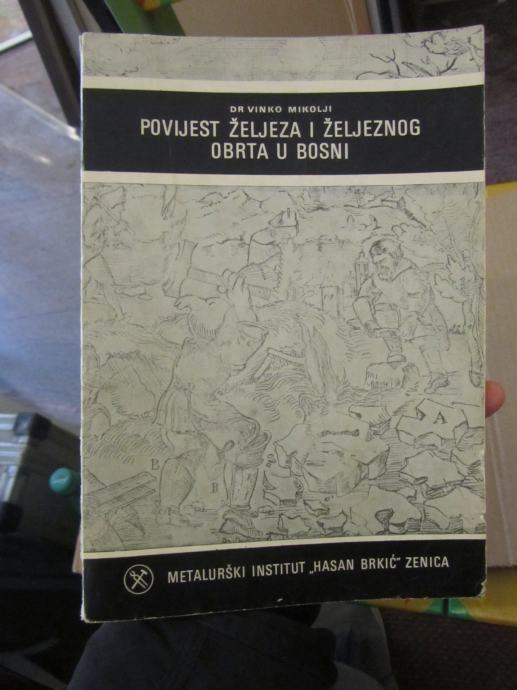 DR VINKO MIKOLJI
POVIJEST ŽELJEZA I ŽELJEZNOG
OBRTA U BOSNI
A
B
B
METALURŠKI INSTITUT „HASAN BRKIĆ" ZENICA